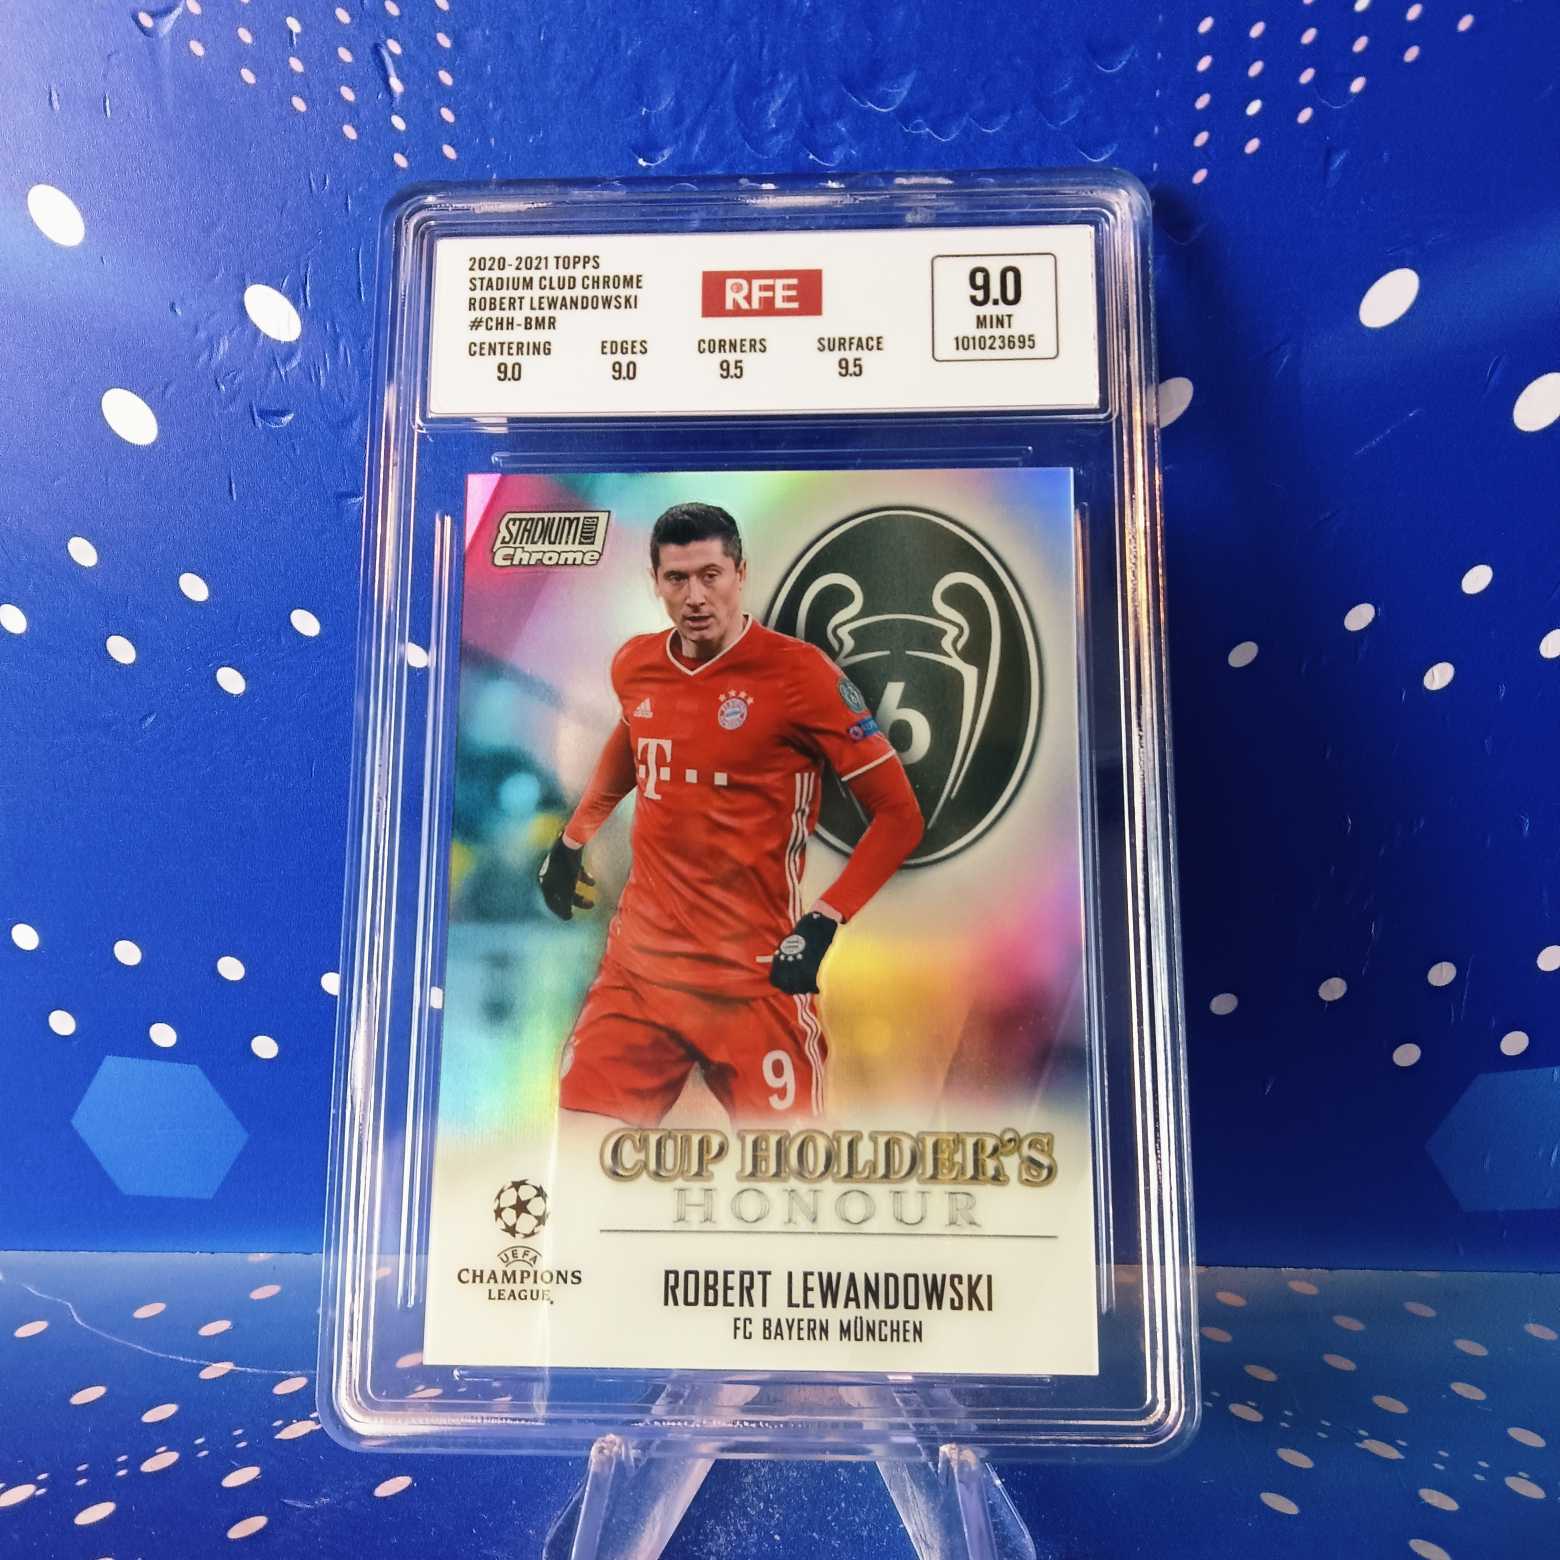 2020-2021 TOPPS
STADIUM CLUD CHROME
ROBERT LEWANDOWSKI
#CHH-BMR
RFE
9.0
MINT
101023695
CENTERING EDGES CORNERS SURFACE
9.0 9.0 9.5 9.5
STADIUM CLUB
Chrome
6
T
9
CUP HOLDER'S
HONOUR
UEFA
CHAMPIONS
LEAGUE
ROBERT LEWANDOWSKI
FC BAYERN MÜNCHEN